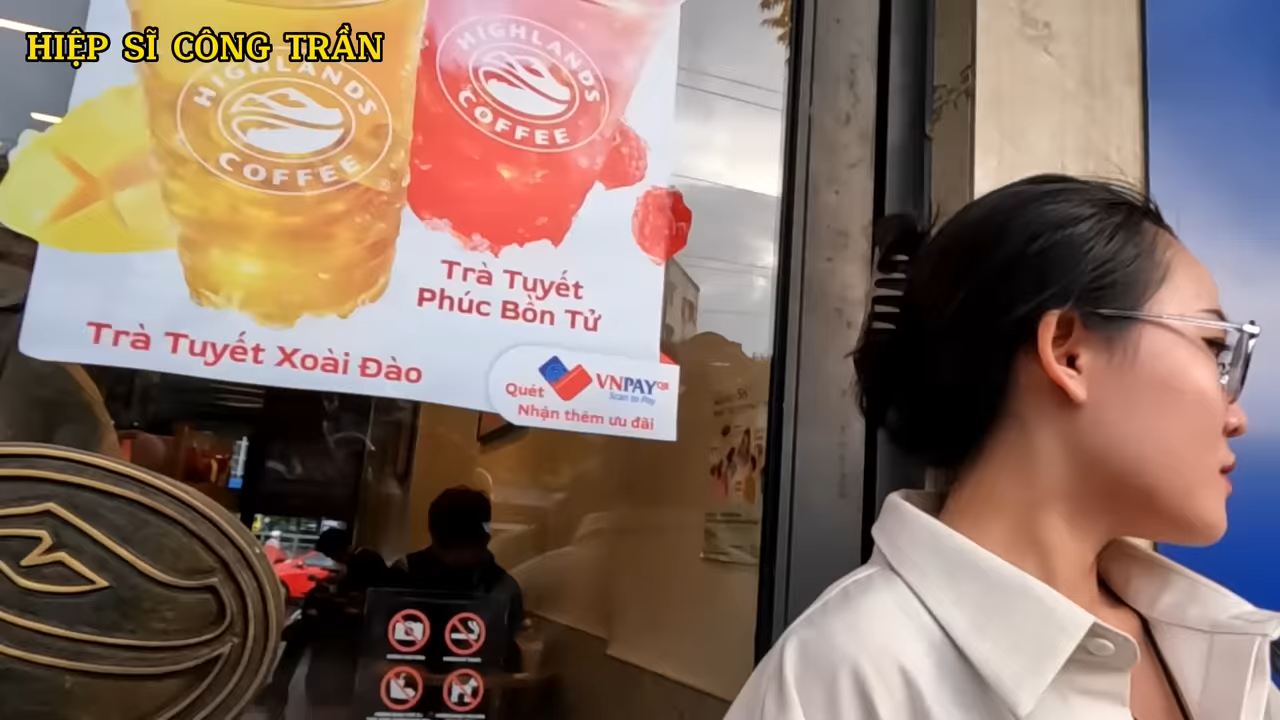 HIỆP SĨ CÔNG TRẦN
HIGHLANDS
COFFEE
HIGHLANDS
COFFEE
Trà Tuyết
Phúc Bồn Tử
Trà Tuyết Xoài Đào
Quét VNPAYQR
Scan to Pay
Nhận thêm ưu đãi